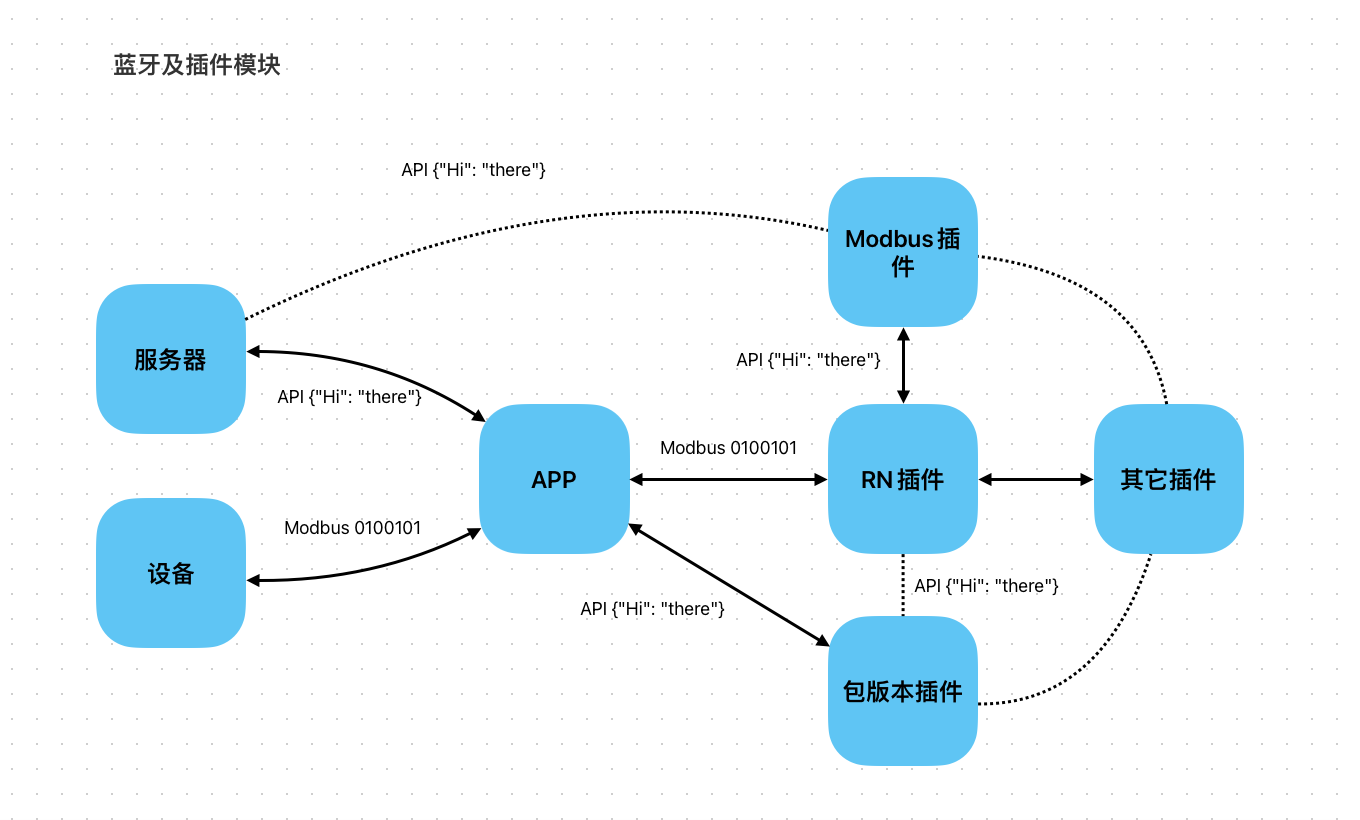 蓝牙及插件模块
API {"Hi": "there"}
Modbus 插
件
服务器
API {"Hi": "there"}
API {"Hi": "there"}
Modbus 0100101
APP
RN 插件
其它插件
Modbus 0100101
设备
API {"Hi": "there"}
API {"Hi": "there"}
包版本插件